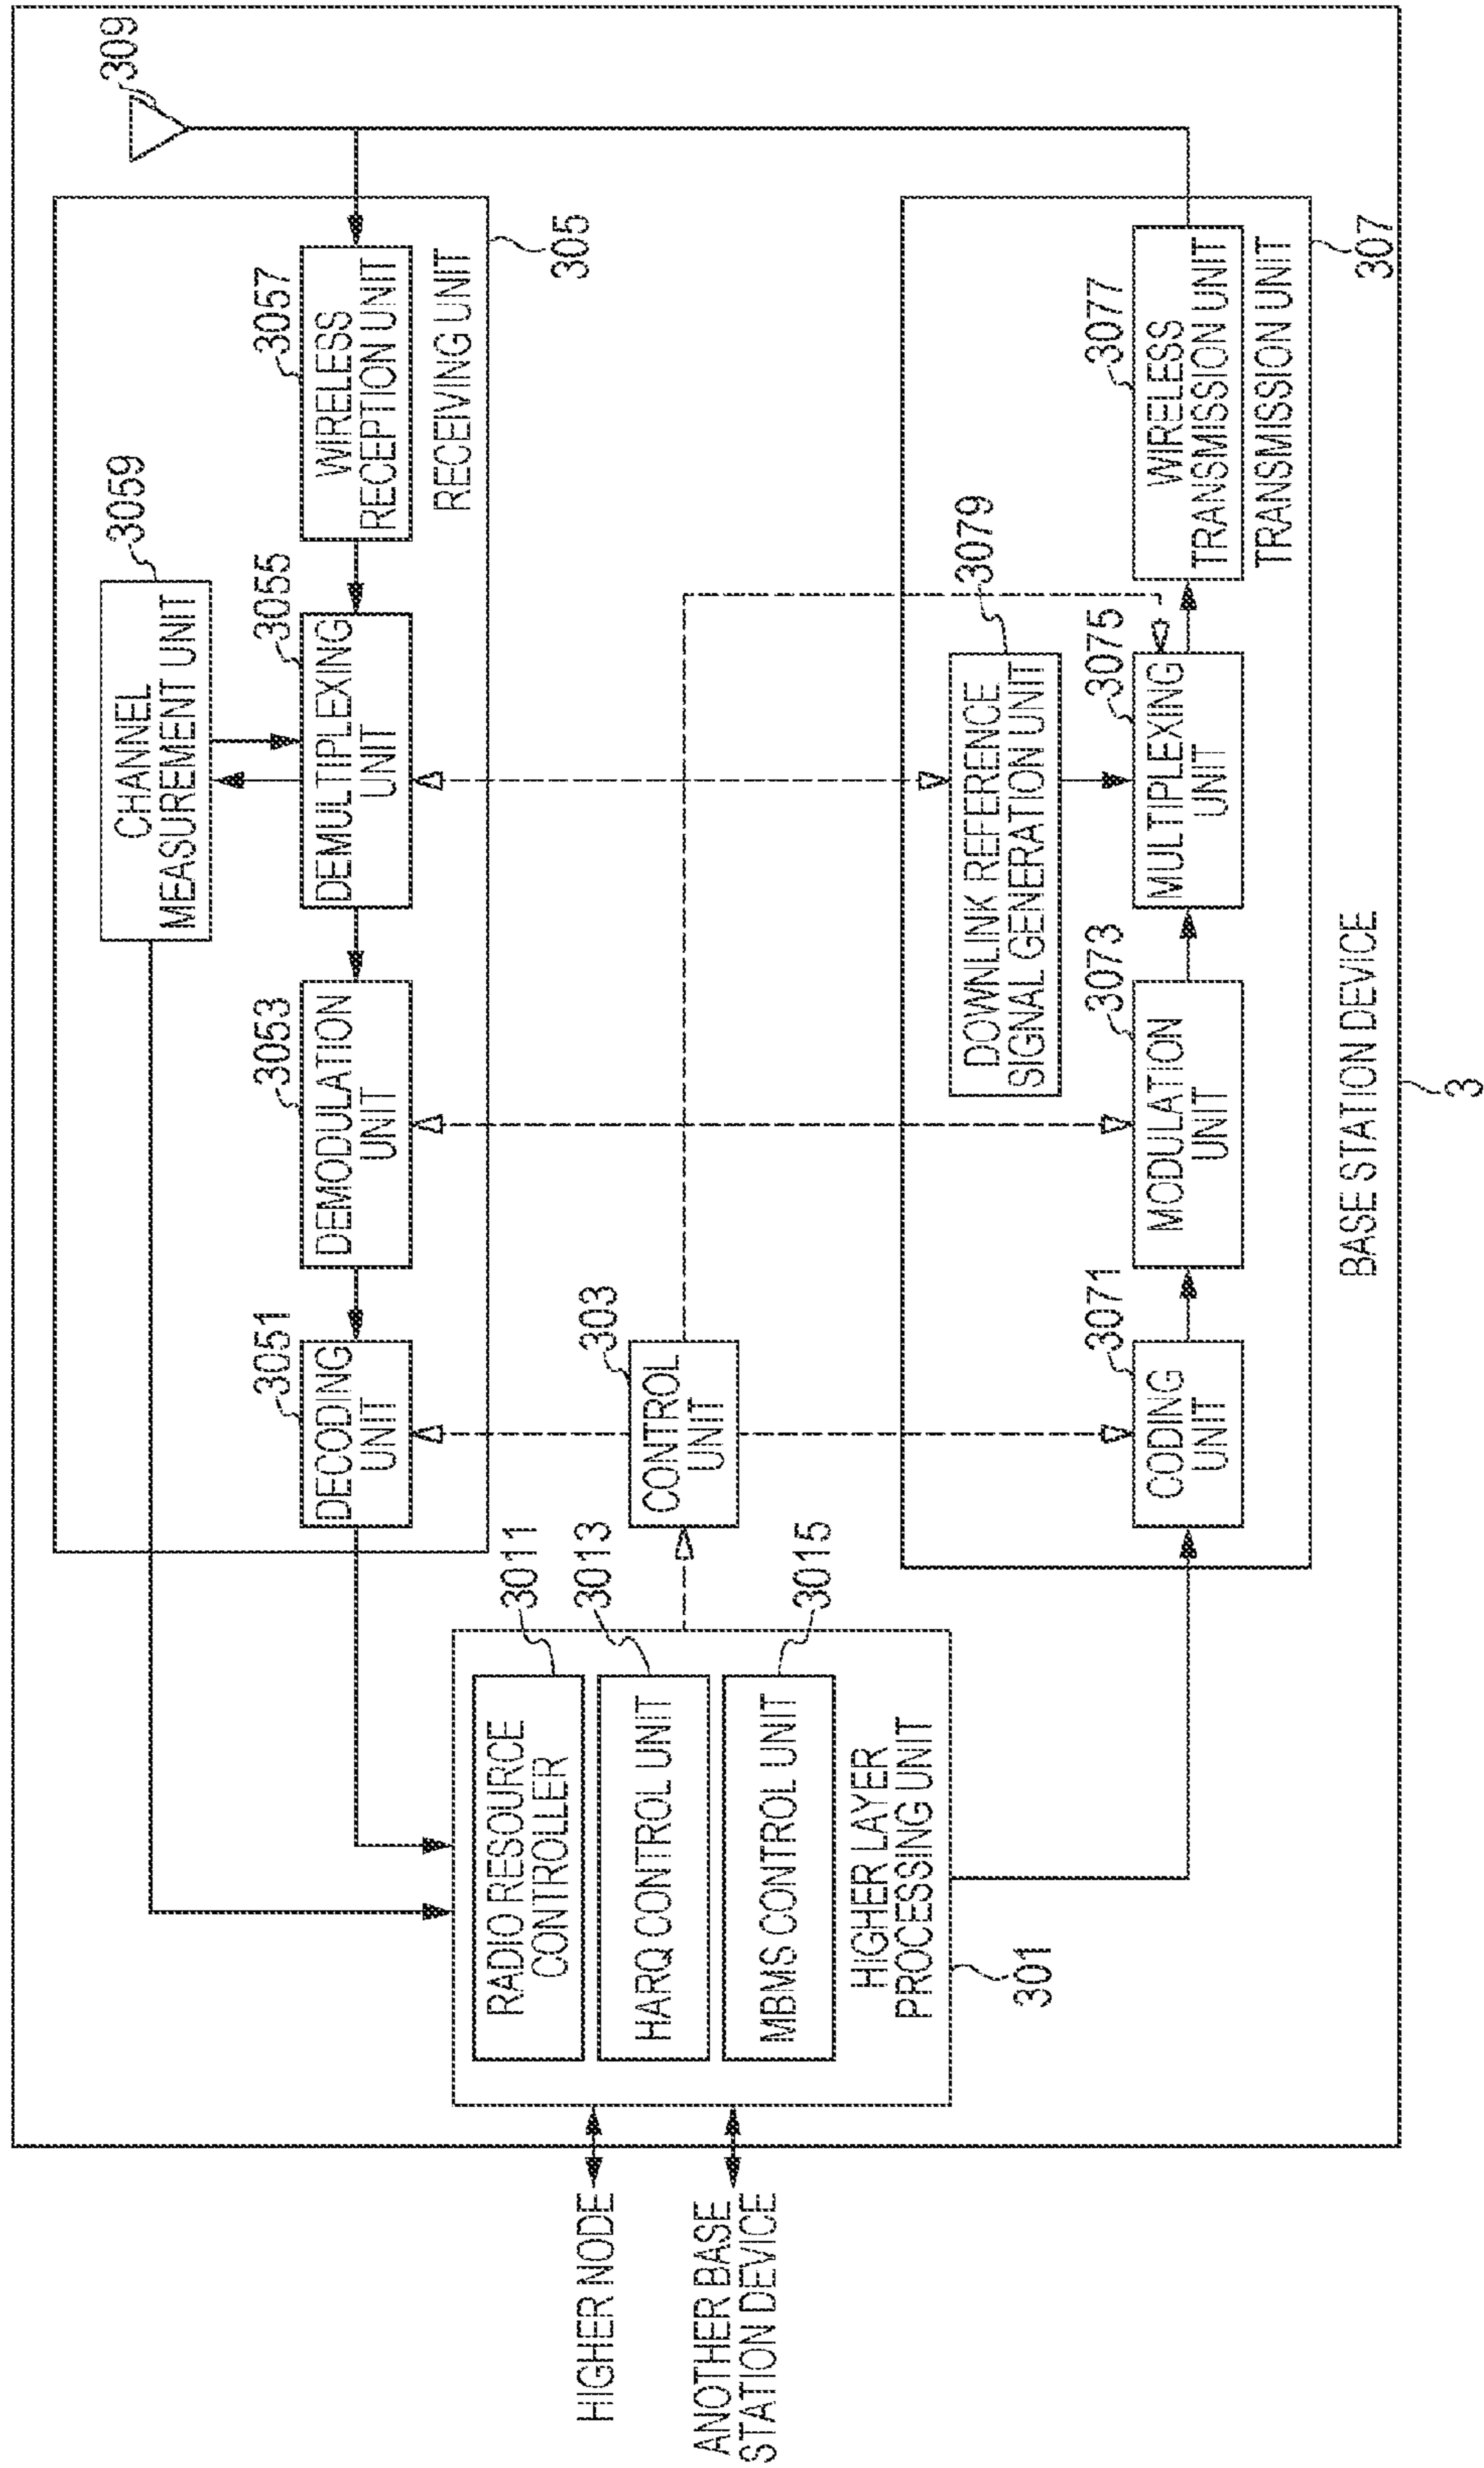 309
3059
CHANNEL
MEASUREMENT UNIT
3051
DECODING
UNIT
3053
DEMODULATION
UNIT
3055
DEMULTIPLEXING
UNIT
3057
WIRELESS
RECEPTION UNIT
RECEIVING UNIT
305
HIGHER NODE
ANOTHER BASE
STATION DEVICE
RADIO RESOURCE
CONTROLLER
3011
HARQ CONTROL UNIT
3013
MBMS CONTROL UNIT
3015
HIGHER LAYER
PROCESSING UNIT
301
303
CONTROL
UNIT
DOWNLINK REFERENCE
SIGNAL GENERATION UNIT
3079
3071
CODING
UNIT
3073
MODULATION
UNIT
3075
MULTIPLEXING
UNIT
3077
WIRELESS
TRANSMISSION UNIT
TRANSMISSION UNIT
307
BASE STATION DEVICE
3